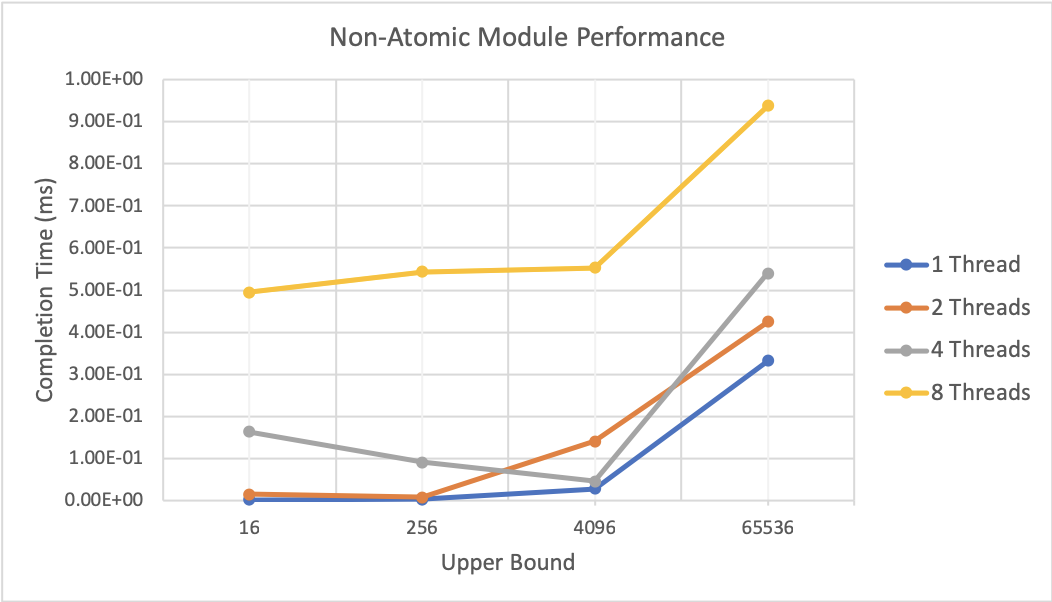 Non-Atomic Module Performance
1.00E+00
9.00E-01
8.00E-01
7.00E-01
6.00E-01
5.00E-01
4.00E-01
3.00E-01
2.00E-01
1.00E-01
0.00E+00
Completion Time (ms)
16 256 4096 65536
Upper Bound
1 Thread
2 Threads
4 Threads
8 Threads